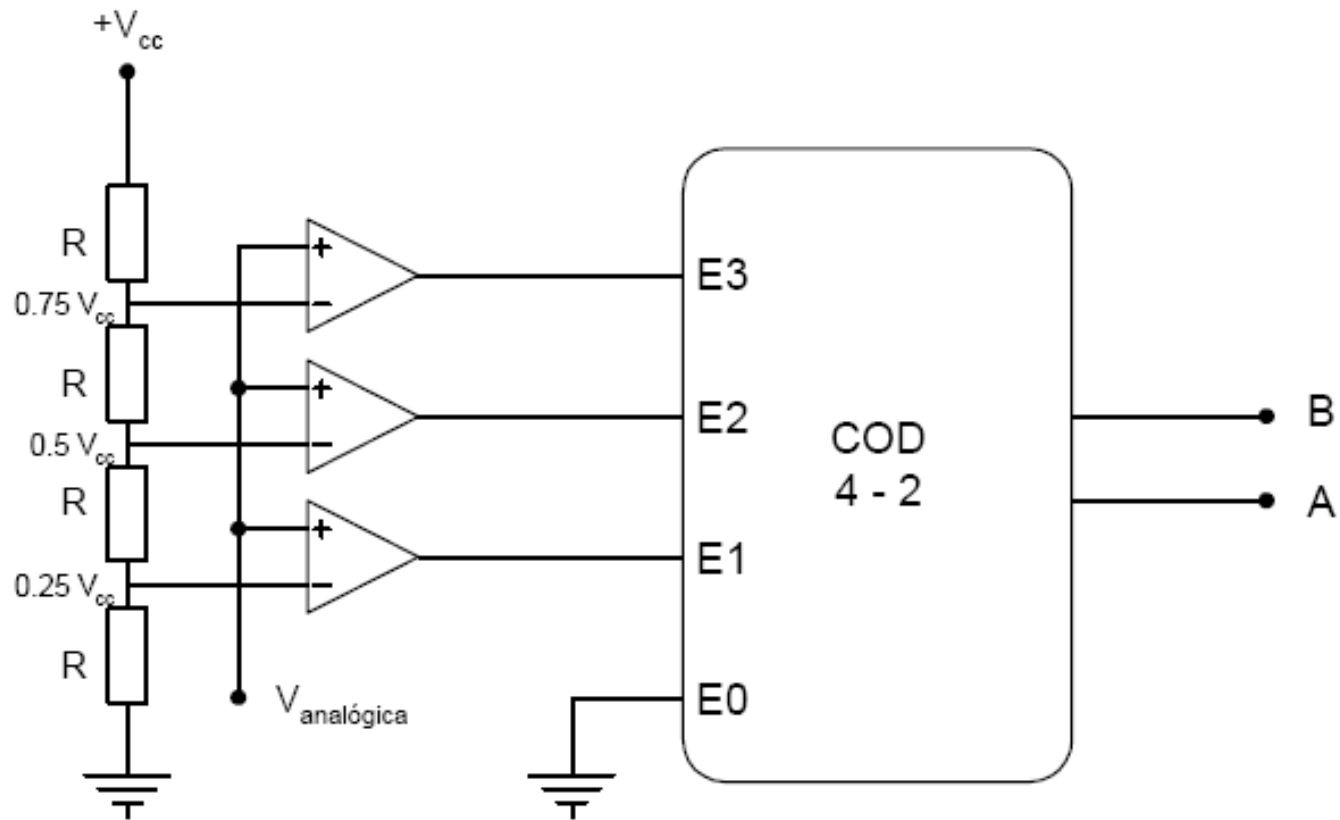 +Vcc
R
0.75 Vcc
R
0.5 Vcc
R
0.25 Vcc
R
Vanalógica
+
−
+
−
+
−
E3
E2
E1
E0
COD
4 - 2
B
A